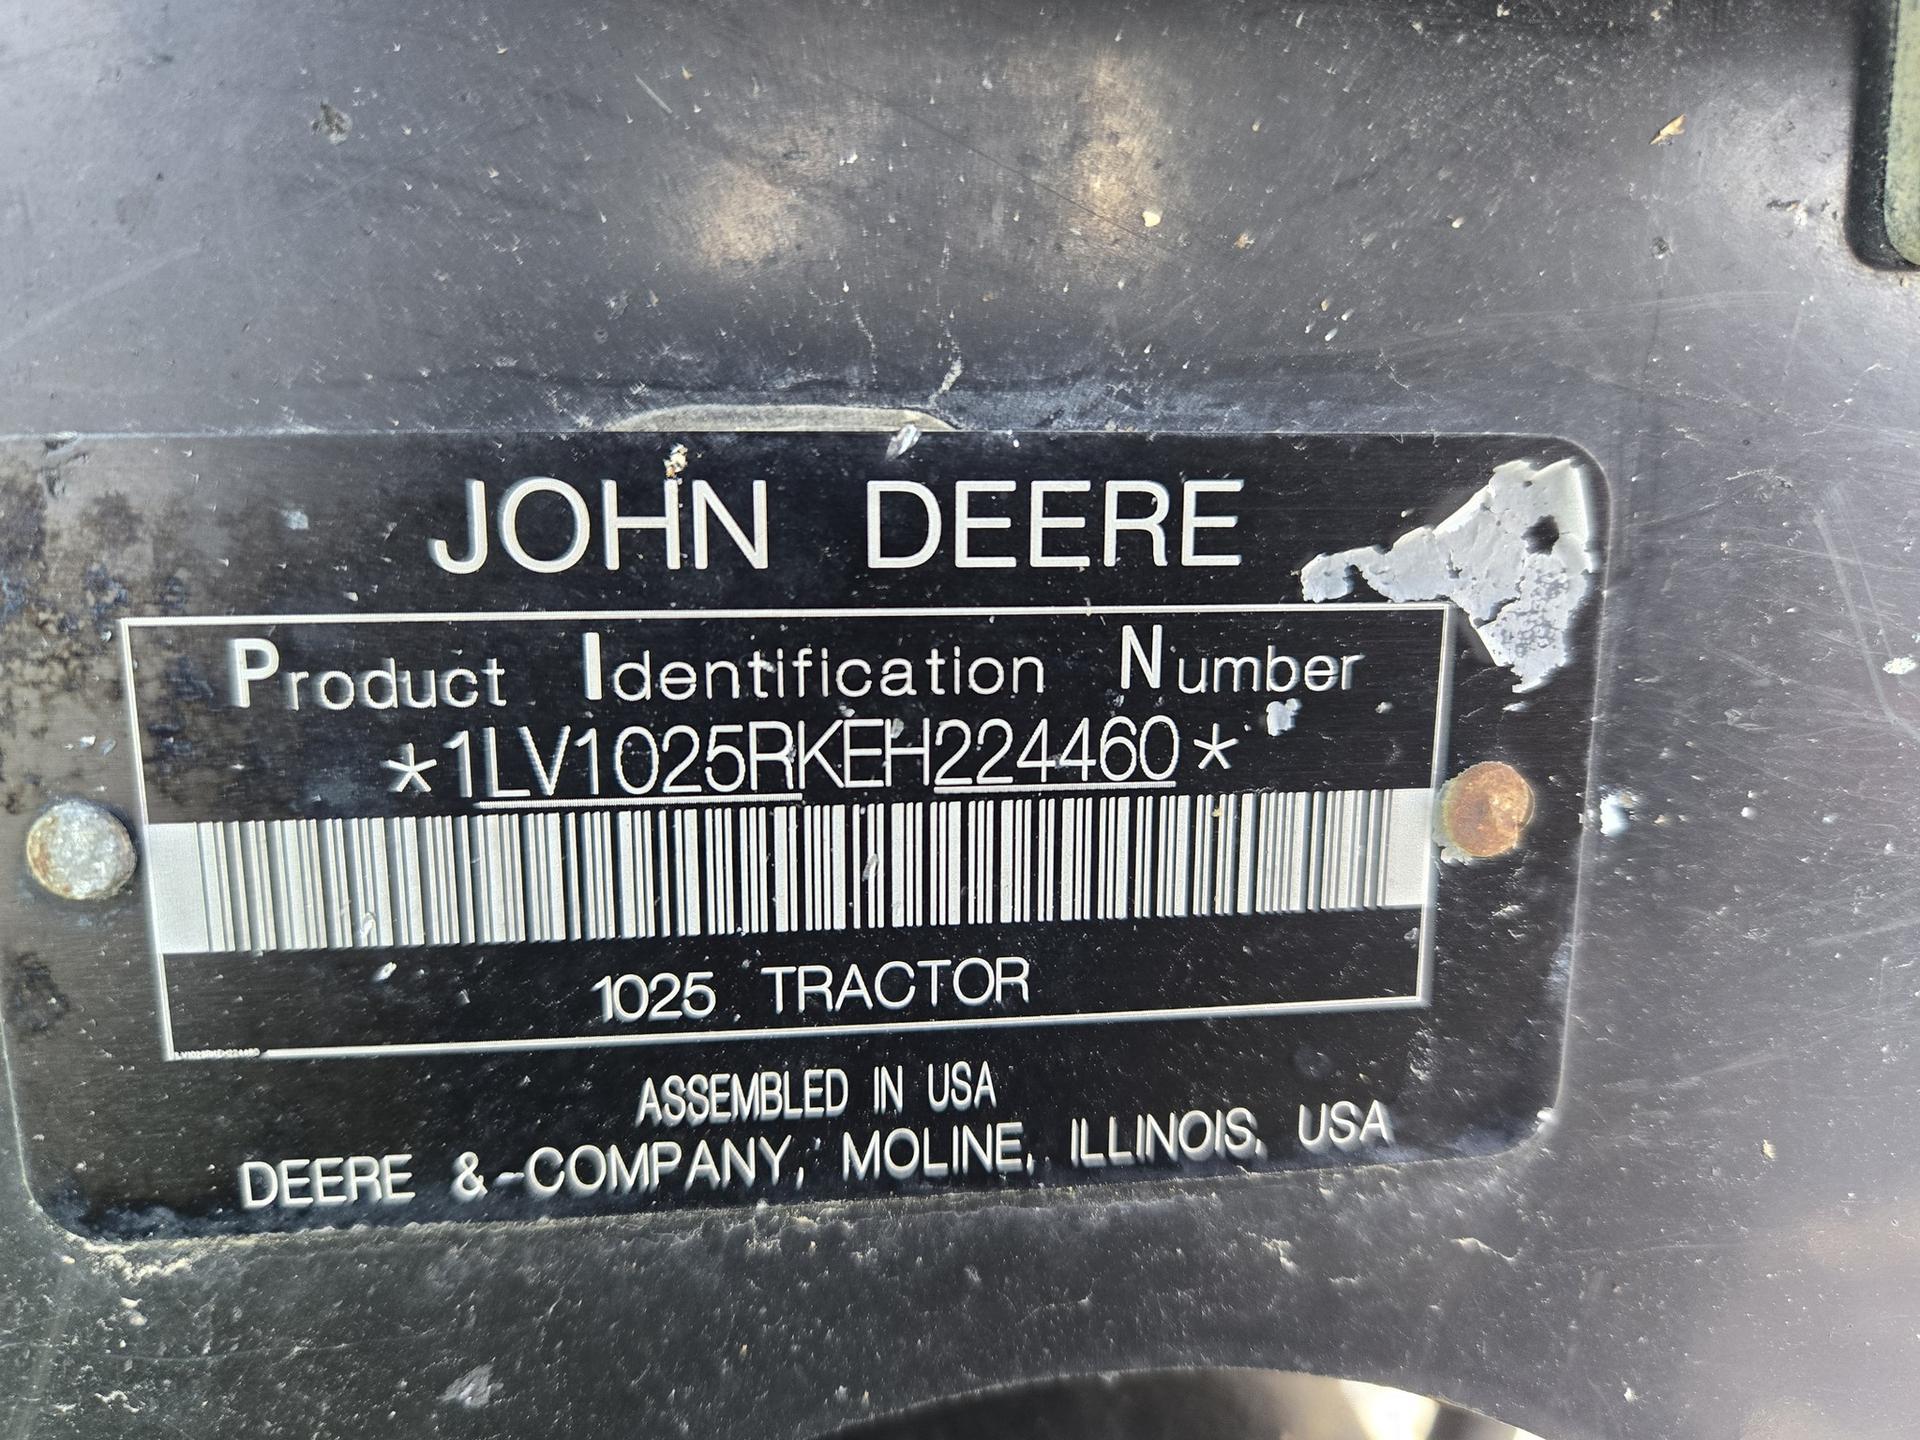 JOHN DEERE
Product Identification Number
*1LV1025RKEH224460*
1025 TRACTOR
ASSEMBLED IN USA
DEERE & COMPANY, MOLINE, ILLINOIS, USA